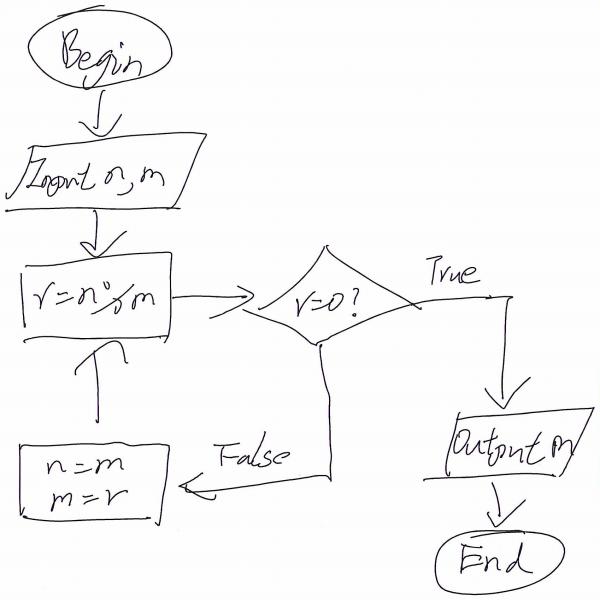 Begin
Input n, m
r=n%m
r=0?
True
False
n=m
m=r
Output m
End